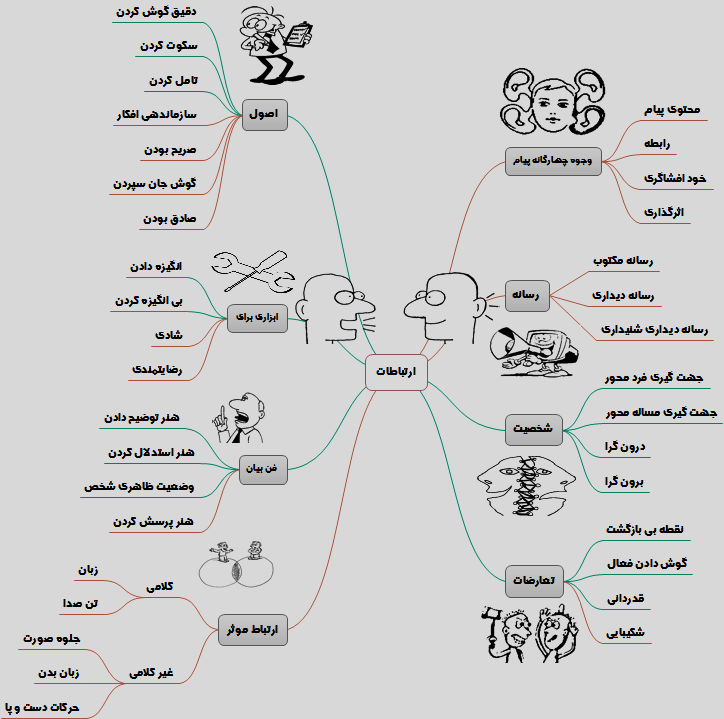 ارتباطات
وجوه چهارگانه پیام
محتوی پیام
رابطه
خود افشاگری
اثرگذاری
رسانه
رسانه مکتوب
رسانه دیداری
رسانه دیداری شنیداری
شخصیت
جهت گیری فرد محور
جهت گیری مساله محور
درون گرا
برون گرا
تعارضات
نقطه بی بازگشت
گوش دادن فعال
قدردانی
شکیبایی
اصول
دقیق گوش کردن
سکوت کردن
تامل کردن
سازماندهی افکار
صریح بودن
گوش جان سپردن
صادق بودن
ابزاری برای
انگیزه دادن
بی انگیزه کردن
شادی
رضایتمندی
فن بیان
هنر توضیح دادن
هنر استدلال کردن
وضعیت ظاهری شخص
هنر پرسش کردن
ارتباط موثر
کلامی
زبان
تن صدا
غیر کلامی
جلوه صورت
زبان بدن
حرکات دست و پا